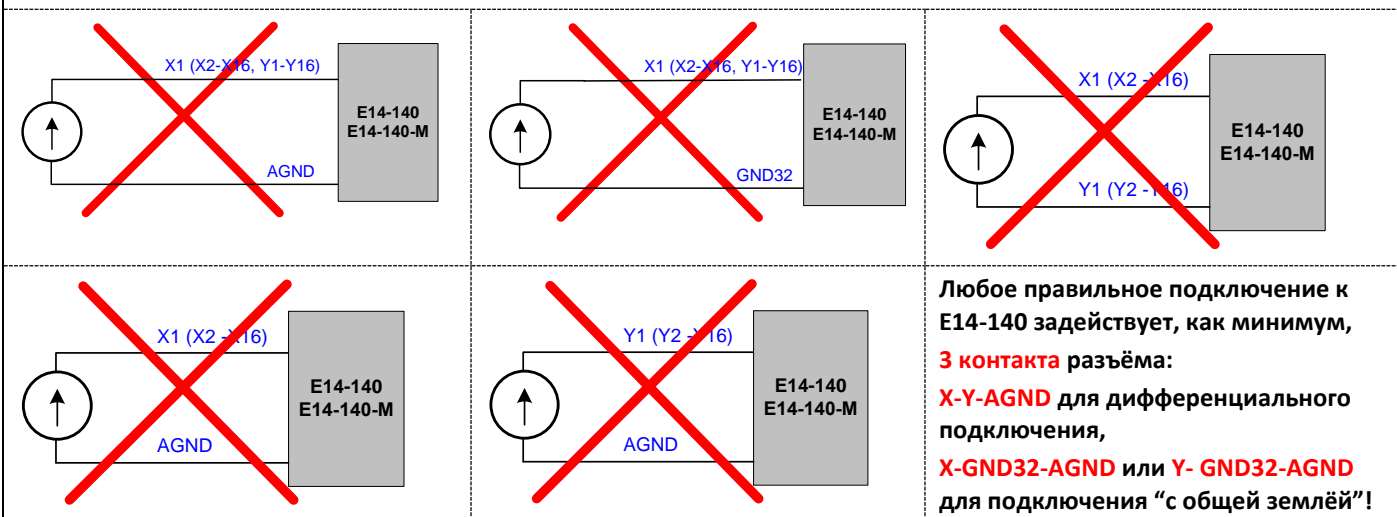 X1 (X2-X16, Y1-Y16)
E14-140
E14-140-M
AGND
X1 (X2-X16, Y1-Y16)
E14-140
E14-140-M
GND32
X1 (X2 -X16)
E14-140
E14-140-M
Y1 (Y2 -Y16)
X1 (X2 -X16)
E14-140
E14-140-M
AGND
Y1 (Y2 -Y16)
E14-140
E14-140-M
AGND
Любое правильное подключение к
E14-140 задействует, как минимум,
3 контакта разъёма:
X-Y-AGND для дифференциального
подключения,
X-GND32-AGND или Y- GND32-AGND
для подключения “с общей землёй”!